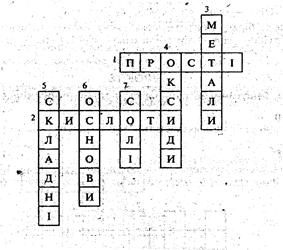 3 МЕТАЛИ
1 ПРОСТІ
4 ОКСИДИ
5 СКЛАДНІ
6 ОСНОВИ
7 СОЛІ
2 КИСЛОТИ